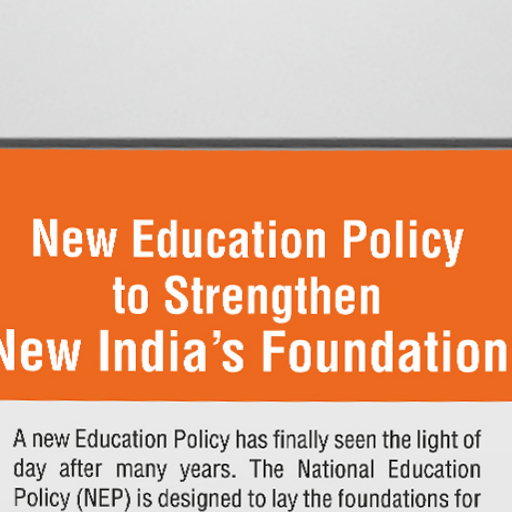 New Education Policy
to Strengthen
New India's Foundation
A new Education Policy has finally seen the light of
day after many years. The National Education
Policy (NEP) is designed to lay the foundations for